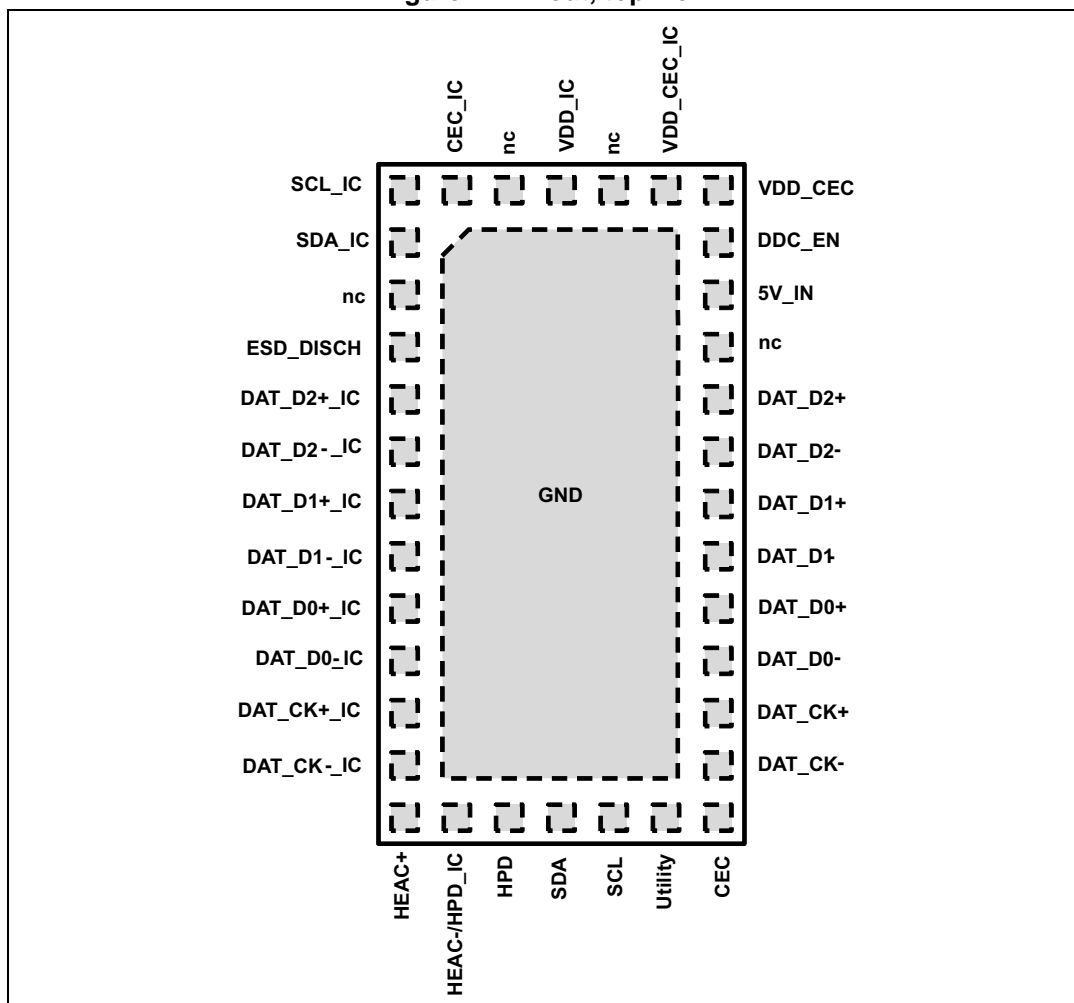 CEC_IC
nc
VDD_IC
nc
VDD_CEC_IC
SCL_IC
VDD_CEC
SDA_IC
DDC_EN
nc
5V_IN
ESD_DISCH
nc
DAT_D2+_IC
DAT_D2+
DAT_D2-_IC
DAT_D2-
DAT_D1+_IC
GND
DAT_D1+
DAT_D1-_IC
DAT_D1-
DAT_D0+_IC
DAT_D0+
DAT_D0-_IC
DAT_D0-
DAT_CK+_IC
DAT_CK+
DAT_CK-_IC
DAT_CK-
HEAC+
HEAC-/HPD_IC
HPD
SDA
SCL
Utility
CEC